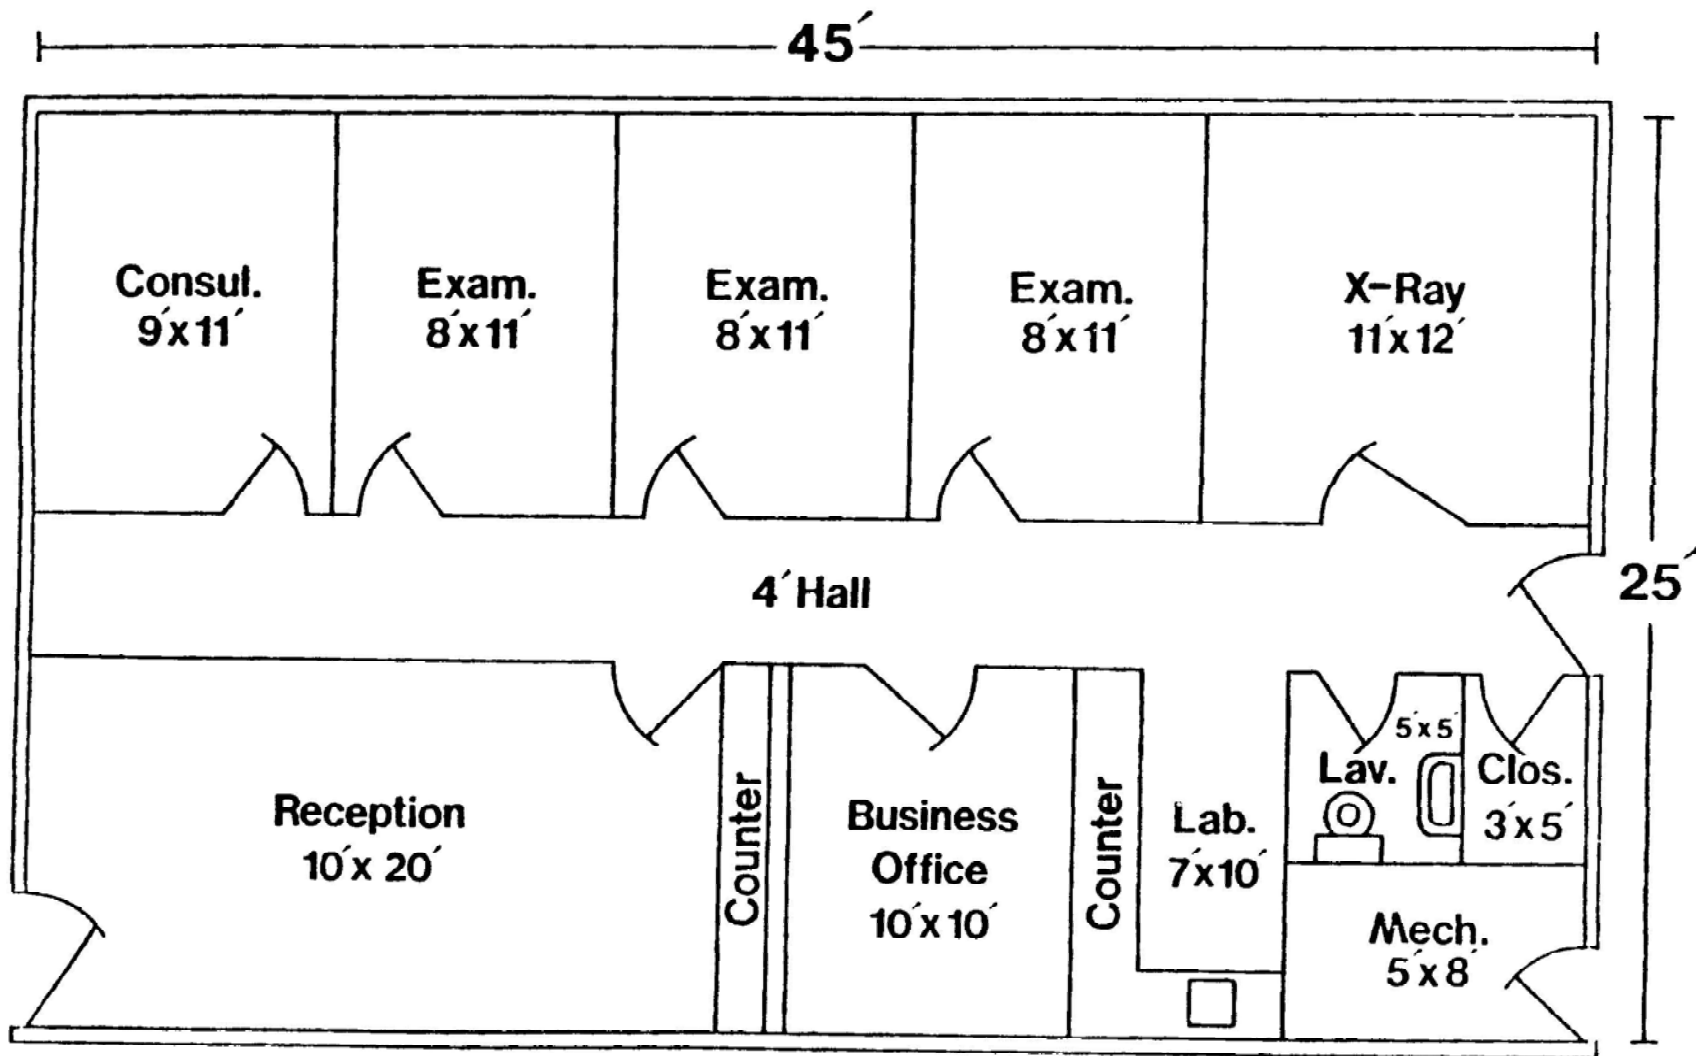 45´
Consul.
9´x11´
Exam.
8´x11´
Exam.
8´x11´
Exam.
8´x11´
X-Ray
11´x12´
4´Hall
25´
Reception
10´x 20´
Counter
Business
Office
10´x10´
Counter
Lab.
7´x10´
5´x5´
Lav.
Clos.
3´x5´
Mech.
5´x8´